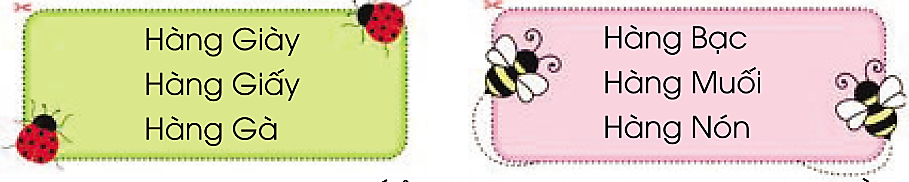 Hàng Giày
Hàng Giấy
Hàng Gà
Hàng Bạc
Hàng Muối
Hàng Nón